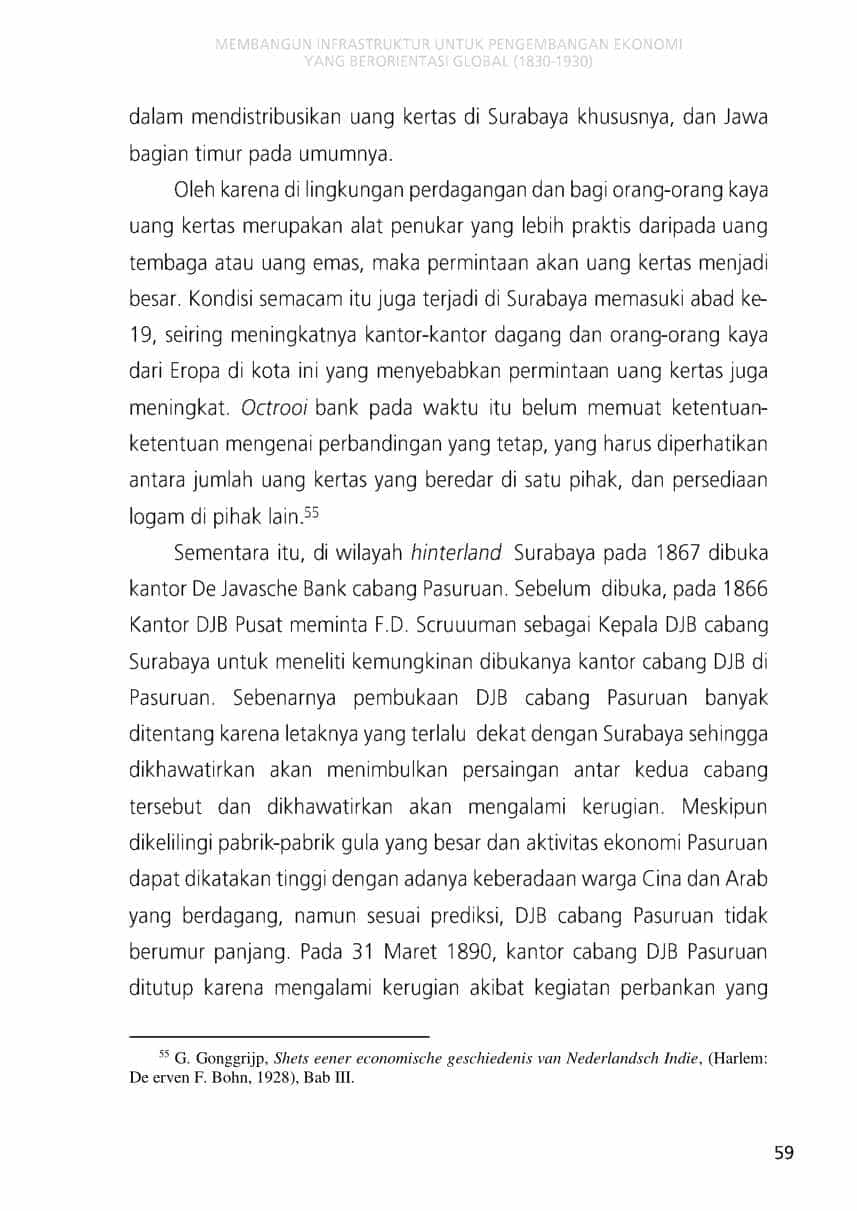 MEMBANGUN INFRASTRUKTUR UNTUK PENGEMBANGAN EKONOMI
YANG BERORIENTASI GLOBAL (1830-1930)
dalam mendistribusikan uang kertas di Surabaya khususnya, dan Jawa
bagian timur pada umumnya.
Oleh karena di lingkungan perdagangan dan bagi orang-orang kaya
uang kertas merupakan alat penukar yang lebih praktis daripada uang
tembaga atau uang emas, maka permintaan akan uang kertas menjadi
besar. Kondisi semacam itu juga terjadi di Surabaya memasuki abad ke-
19, seiring meningkatnya kantor-kantor dagang dan orang-orang kaya
dari Eropa di kota ini yang menyebabkan permintaan uang kertas juga
meningkat. Octrooi bank pada waktu itu belum memuat ketentuan-
ketentuan mengenai perbandingan yang tetap, yang harus diperhatikan
antara jumlah uang kertas yang beredar di satu pihak, dan persediaan
logam di pihak lain.55
Sementara itu, di wilayah hinterland Surabaya pada 1867 dibuka
kantor De Javasche Bank cabang Pasuruan. Sebelum dibuka, pada 1866
Kantor DJB Pusat meminta F.D. Scruuuman sebagai Kepala DJB cabang
Surabaya untuk meneliti kemungkinan dibukanya kantor cabang DJB di
Pasuruan. Sebenarnya pembukaan DJB cabang Pasuruan banyak
ditentang karena letaknya yang terlalu dekat dengan Surabaya sehingga
dikhawatirkan akan menimbulkan persaingan antar kedua cabang
tersebut dan dikhawatirkan akan mengalami kerugian. Meskipun
dikelilingi pabrik-pabrik gula yang besar dan aktivitas ekonomi Pasuruan
dapat dikatakan tinggi dengan adanya keberadaan warga Cina dan Arab
yang berdagang, namun sesuai prediksi, DJB cabang Pasuruan tidak
berumur panjang. Pada 31 Maret 1890, kantor cabang DJB Pasuruan
ditutup karena mengalami kerugian akibat kegiatan perbankan yang
55 G. Gonggrijp, Shets eener economische geschiedenis van Nederlandsch Indie, (Harlem:
De erven F. Bohn, 1928), Bab III.
59